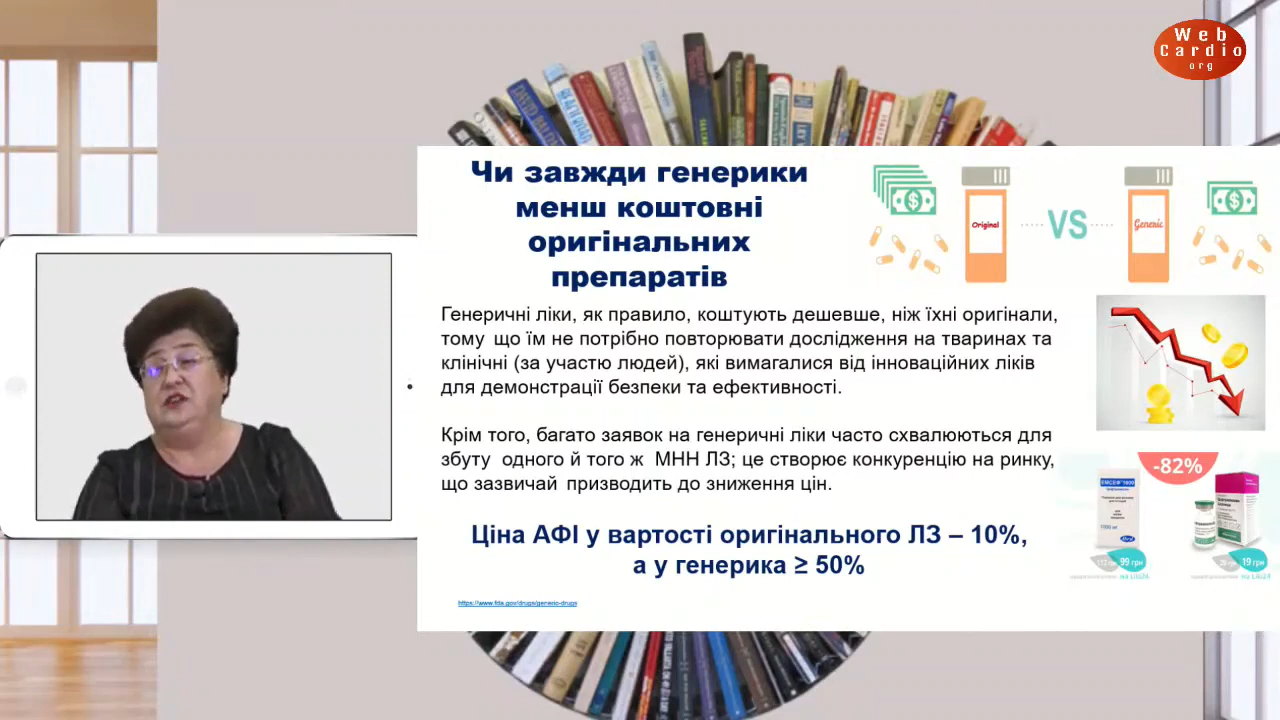 Web
Cardio
org
Чи завжди генерики
менш коштовні
оригінальних
препаратів
Original
VS
Generic
Генеричні ліки, як правило, коштують дешевше, ніж їхні оригінали,
тому що їм не потрібно повторювати дослідження на тваринах та
клінічні (за участю людей), які вимагалися від інноваційних ліків
• для демонстрації безпеки та ефективності.
Крім того, багато заявок на генеричні ліки часто схвалюються для
збуту одного й того ж МНН ЛЗ; це створює конкуренцію на ринку,
що зазвичай призводить до зниження цін.
-82%
99 грн
19 грн
Ціна АФІ у вартості оригінального ЛЗ – 10%,
а у генерика ≥ 50%
https://www.fda.gov/drugs/generic-drugs